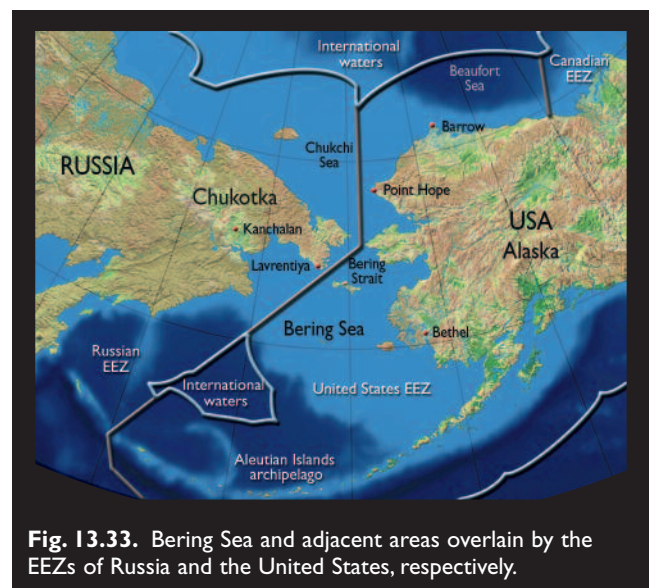 International
waters
Beaufort
Sea
Canadian
EEZ
Barrow
Chukchi
Sea
RUSSIA
Chukotka
Point Hope
USA
Alaska
Kanchalan
Lavrentiya
Bering
Strait
Bering Sea
Bethel
Russian
EEZ
International
waters
United States EEZ
Aleutian Islands
archipelago
Fig. 13.33. Bering Sea and adjacent areas overlain by the
EEZs of Russia and the United States, respectively.